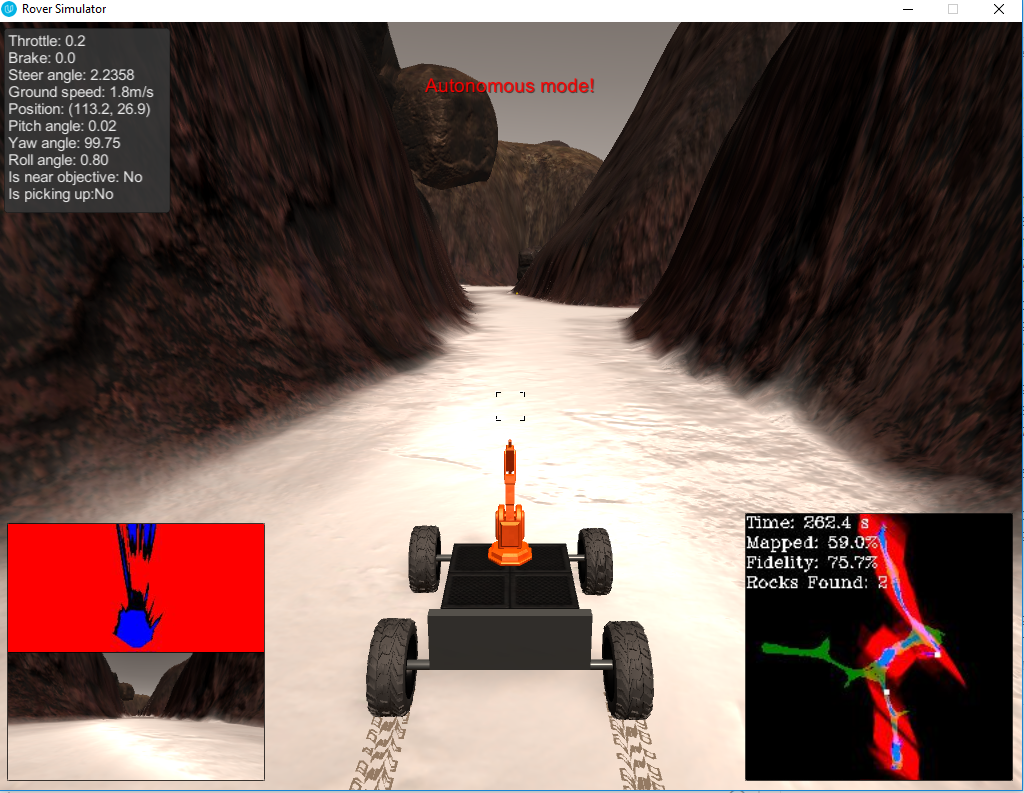 Rover Simulator
Throttle: 0.2
Brake: 0.0
Steer angle: 2.2358
Ground speed: 1.8m/s
Position: (113.2, 26.9)
Pitch angle: 0.02
Yaw angle: 99.75
Roll angle: 0.80
Is near objective: No
Is picking up:No
Autonomous mode!
Time: 262.4 s
Mapped: 59.0%
Fidelity: 75.7%
Rocks Found: 2